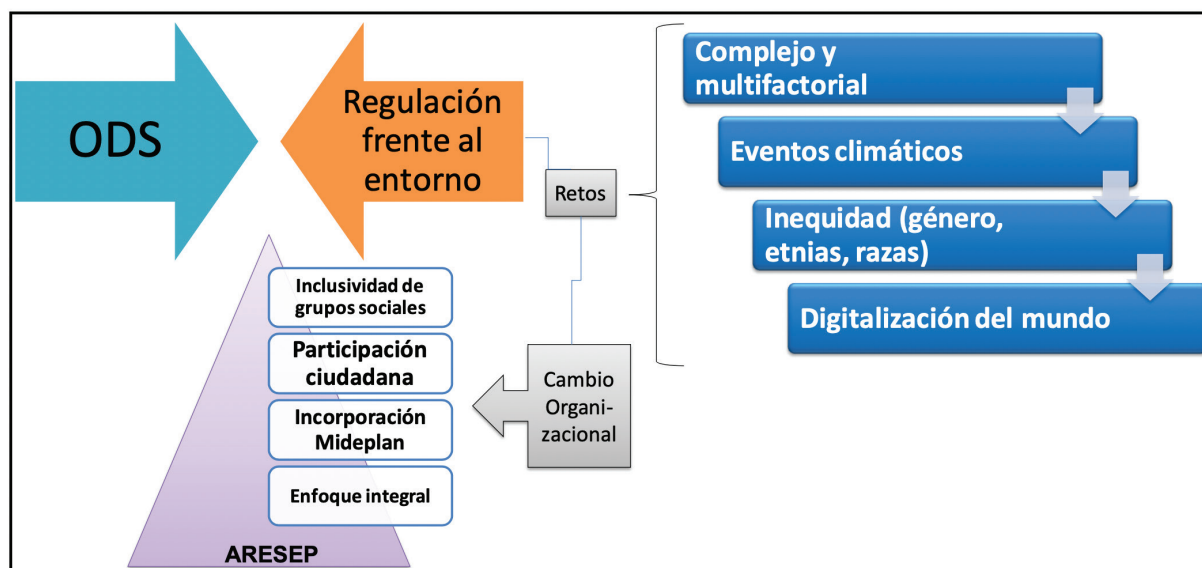 ODS
Regulación
frente al
entorno
Retos
Complejo y
multifactorial
Eventos climáticos
Inequidad (género,
etnias, razas)
Digitalización del mundo
Inclusividad de
grupos sociales
Participación
ciudadana
Incorporación
Mideplan
Enfoque integral
ARESEP
Cambio
Organi-
zacional